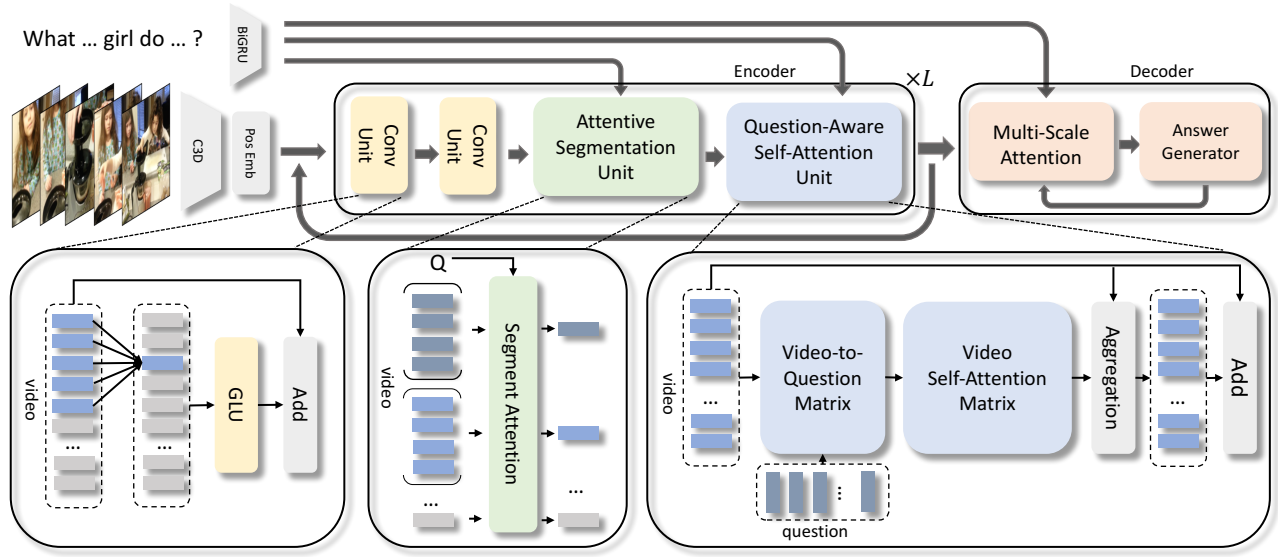 What ... girl do ... ?
BiGRU
C3D
Pos Emb
Encoder
×L
Conv
Unit
Conv
Unit
Attentive
Segmentation
Unit
Question-Aware
Self-Attention
Unit
Decoder
Multi-Scale
Attention
Answer
Generator
video
...
...
GLU
Add
Q
video
...
Segment Attention
...
video
...
Video-to-
Question
Matrix
...
question
Video
Self-Attention
Matrix
Aggregation
...
Add